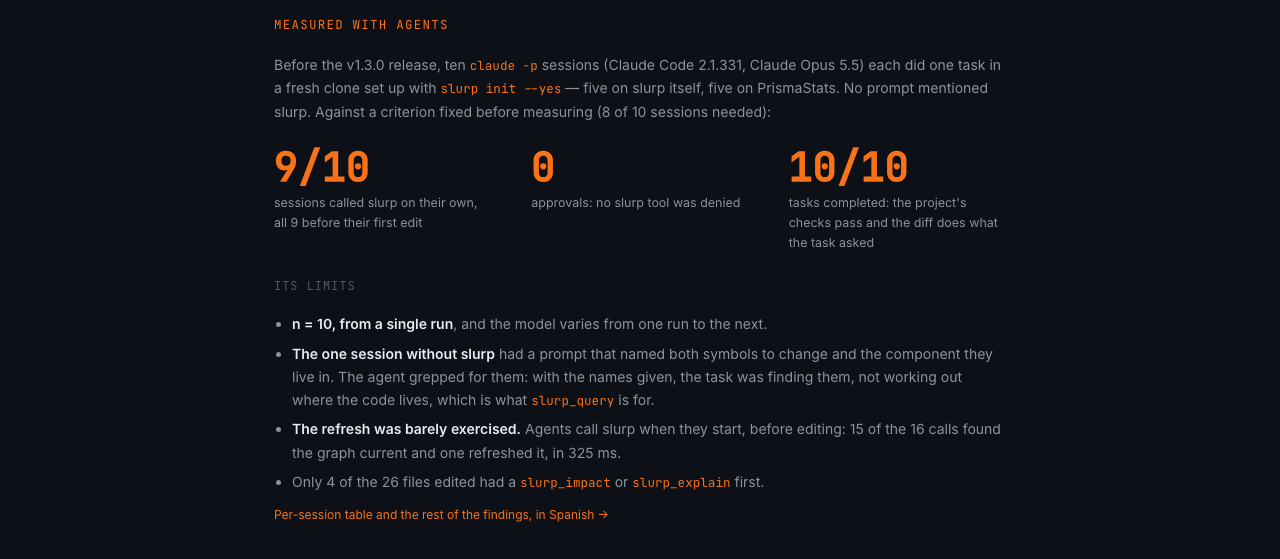 MEASURED WITH AGENTS
Before the v1.3.0 release, ten claude -p sessions (Claude Code 2.1.331, Claude Opus 5.5) each did one task in
a fresh clone set up with slurp init --yes — five on slurp itself, five on PrismaStats. No prompt mentioned
slurp. Against a criterion fixed before measuring (8 of 10 sessions needed):
9/10
sessions called slurp on their own,
all 9 before their first edit
0
approvals: no slurp tool was denied
10/10
tasks completed: the project's
checks pass and the diff does what
the task asked
ITS LIMITS
• n = 10, from a single run, and the model varies from one run to the next.
• The one session without slurp had a prompt that named both symbols to change and the component they
live in. The agent grepped for them: with the names given, the task was finding them, not working out
where the code lives, which is what slurp_query is for.
• The refresh was barely exercised. Agents call slurp when they start, before editing: 15 of the 16 calls found
the graph current and one refreshed it, in 325 ms.
• Only 4 of the 26 files edited had a slurp_impact or slurp_explain first.
Per-session table and the rest of the findings, in Spanish →